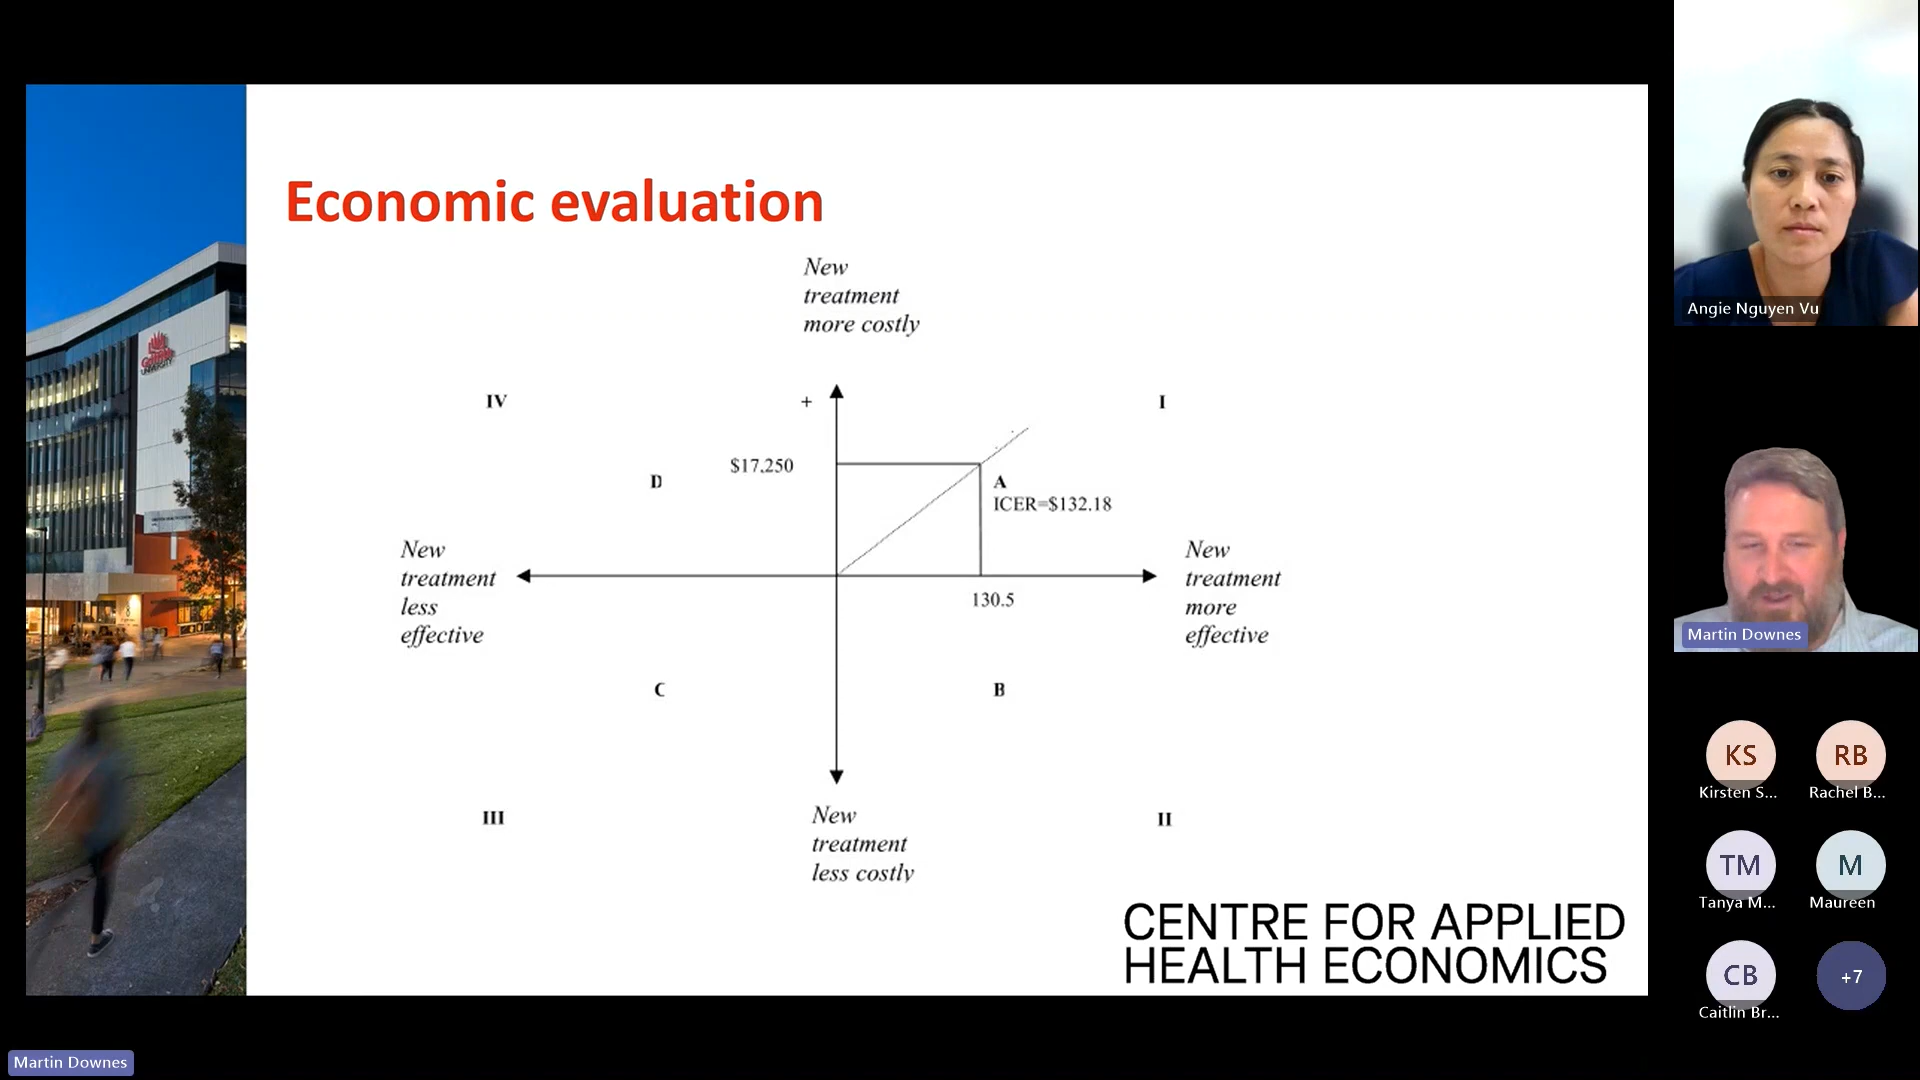 Economic evaluation
New
treatment
more costly
IV
+
I
$17,250
D
A
ICER=$132.18
New
treatment
less
effective
New
treatment
more
effective
130.5
C
B
III
New
treatment
less costly
II
CENTRE FOR APPLIED
HEALTH ECONOMICS
Griffith
UNIVERSITY
Angie Nguyen Vu
Martin Downes
KS
Kirsten S...
RB
Rachel B...
TM
Tanya M...
M
Maureen
CB
Caitlin Br...
+7
Martin Downes